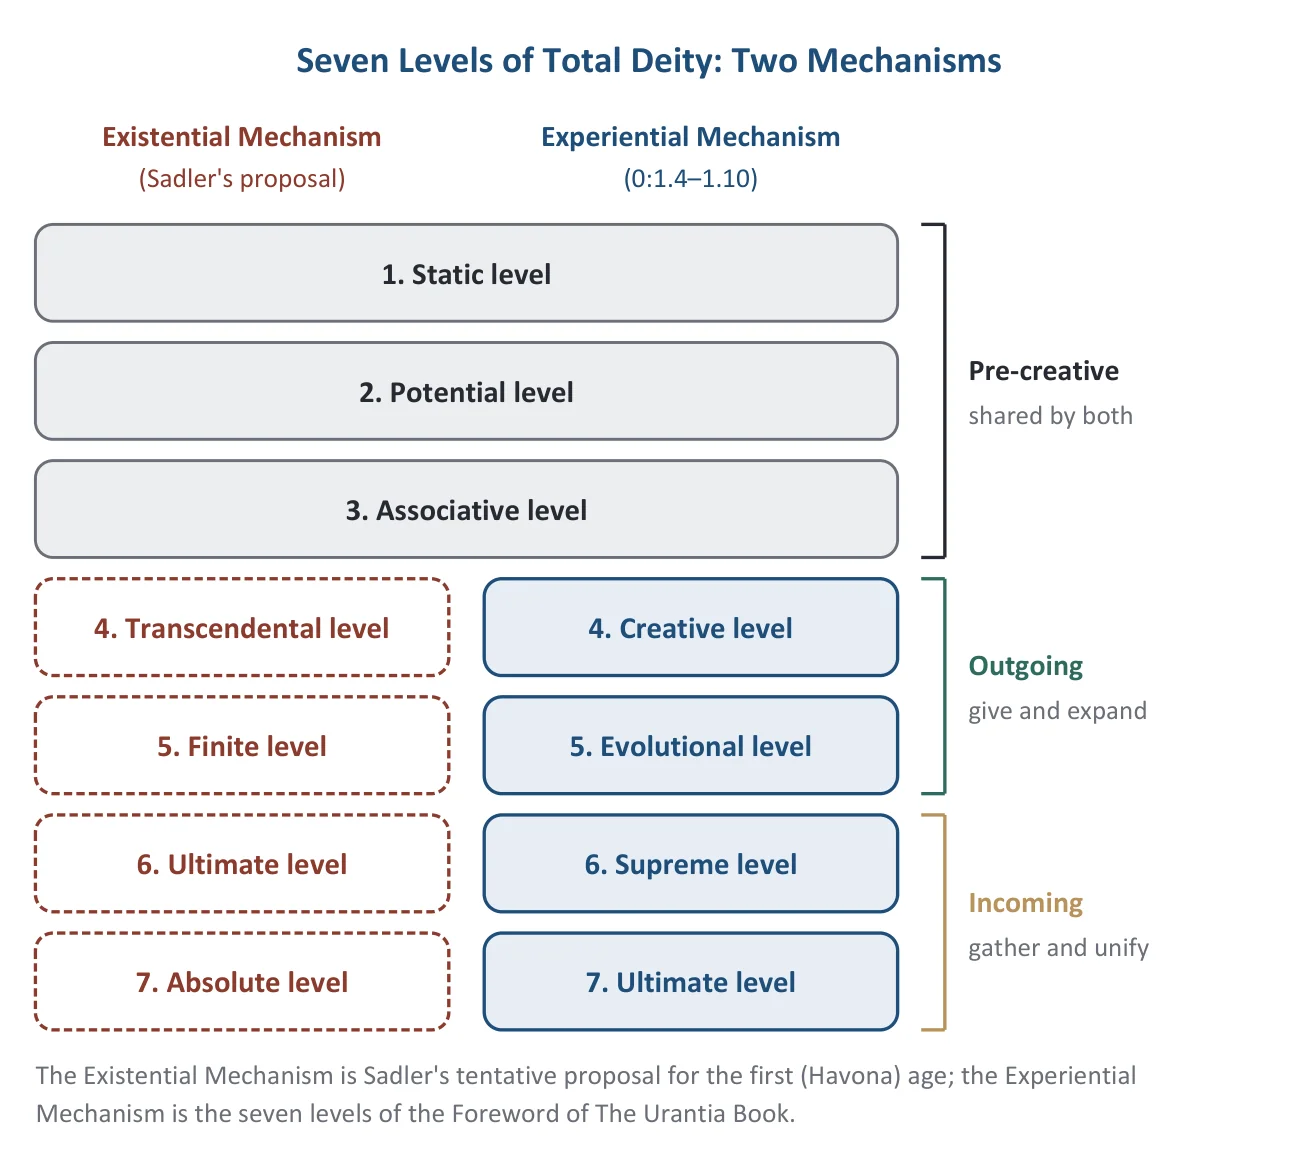 Seven Levels of Total Deity: Two Mechanisms
Existential Mechanism
(Sadler's proposal)
Experiential Mechanism
(0:1.4–1.10)
1. Static level
2. Potential level
3. Associative level
Pre-creative
shared by both
4. Transcendental level
4. Creative level
5. Finite level
5. Evolutional level
Outgoing
give and expand
6. Ultimate level
6. Supreme level
7. Absolute level
7. Ultimate level
Incoming
gather and unify
The Existential Mechanism is Sadler's tentative proposal for the first (Havona) age; the Experiential
Mechanism is the seven levels of the Foreword of The Urantia Book.